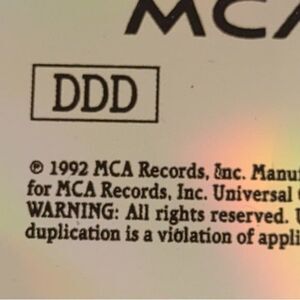 MCA
DDD
℗ 1992 MCA Records, Inc. Manuf
for MCA Records, Inc. Universal
WARNING: All rights reserved. U
duplication is a violation of appli